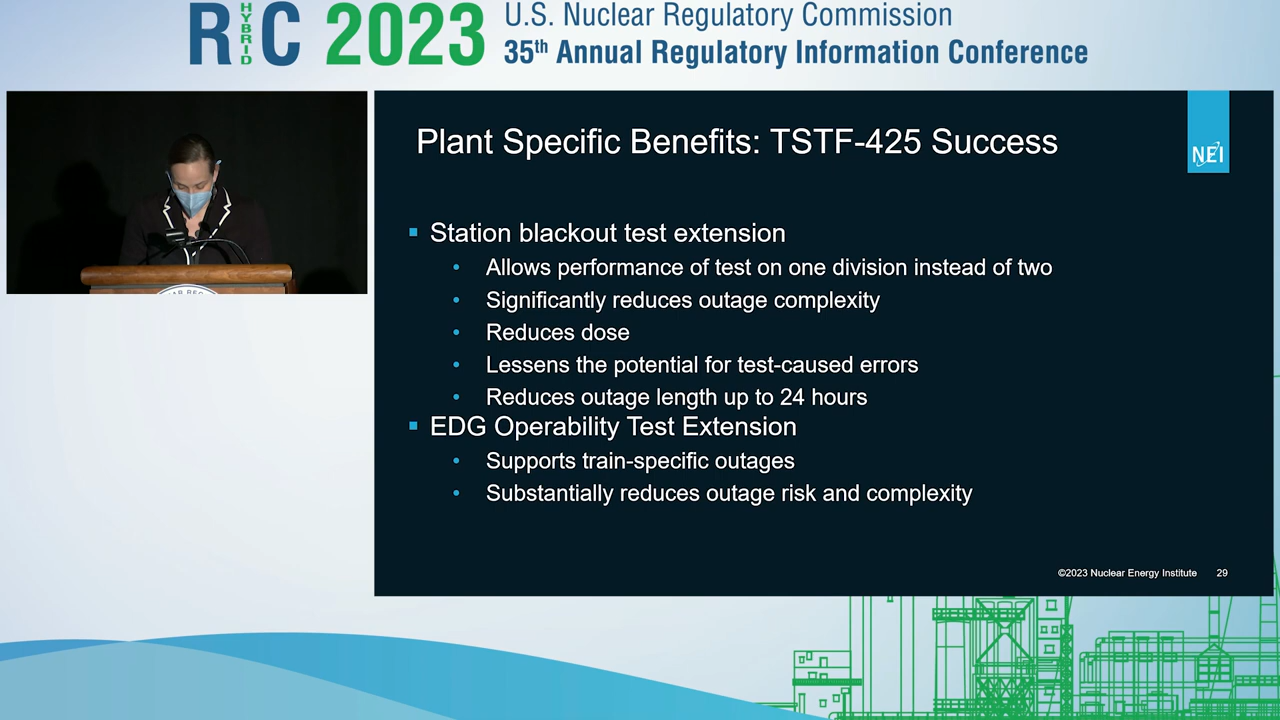 RIC 2023
HYBRID
U.S. Nuclear Regulatory Commission
35th Annual Regulatory Information Conference
Plant Specific Benefits: TSTF-425 Success
NEI
▪ Station blackout test extension
• Allows performance of test on one division instead of two
• Significantly reduces outage complexity
• Reduces dose
• Lessens the potential for test-caused errors
• Reduces outage length up to 24 hours
▪ EDG Operability Test Extension
• Supports train-specific outages
• Substantially reduces outage risk and complexity
©2023 Nuclear Energy Institute 29